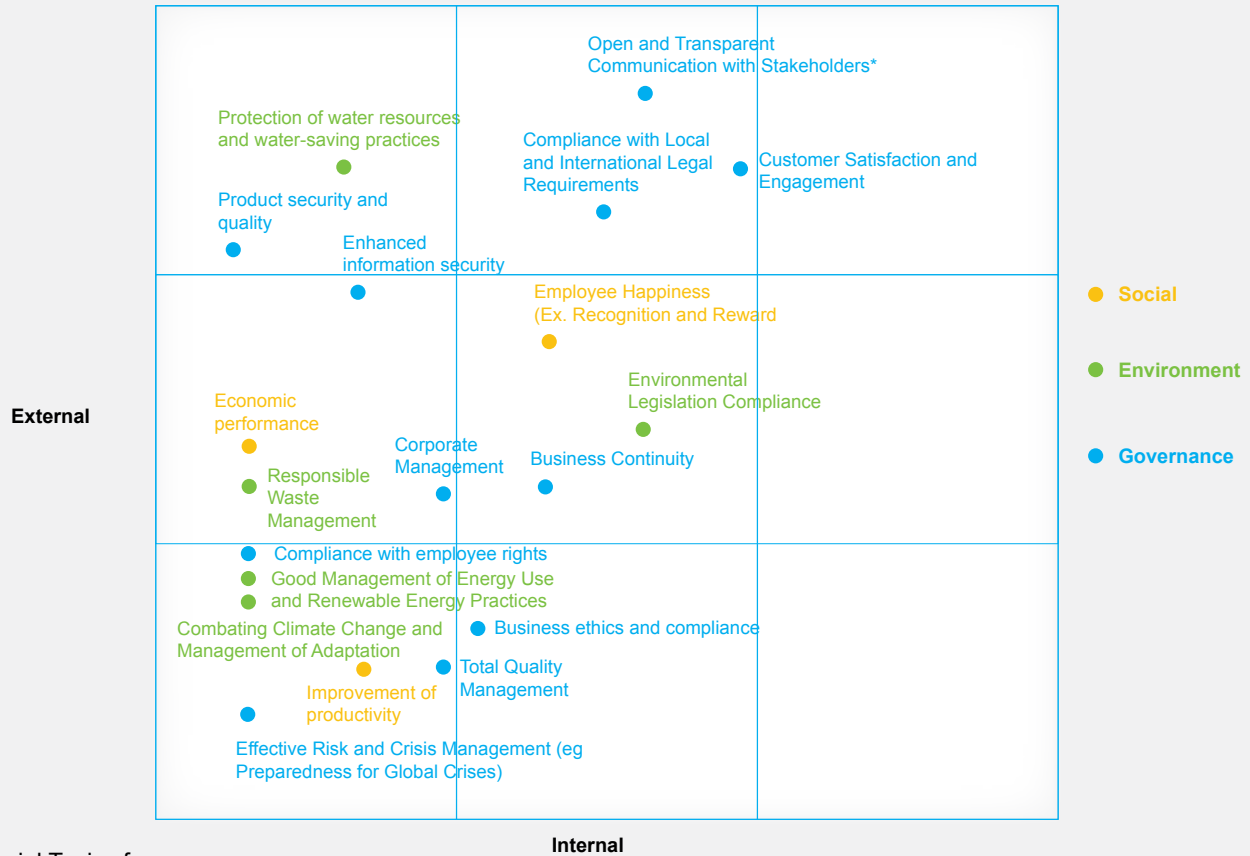 Open and Transparent
Communication with Stakeholders*
Protection of water resources
and water-saving practices
Compliance with Local
and International Legal
Requirements
Customer Satisfaction and
Engagement
Product security and
quality
Enhanced
information security
Employee Happiness
(Ex. Recognition and Reward
Social
Environmental
Legislation Compliance
Environment
Economic
performance
External
Corporate
Management
Business Continuity
Governance
Responsible
Waste
Management
Compliance with employee rights
Good Management of Energy Use
and Renewable Energy Practices
Combating Climate Change and
Management of Adaptation
Business ethics and compliance
Total Quality
Management
Improvement of
productivity
Effective Risk and Crisis Management (eg
Preparedness for Global Crises)
Internal